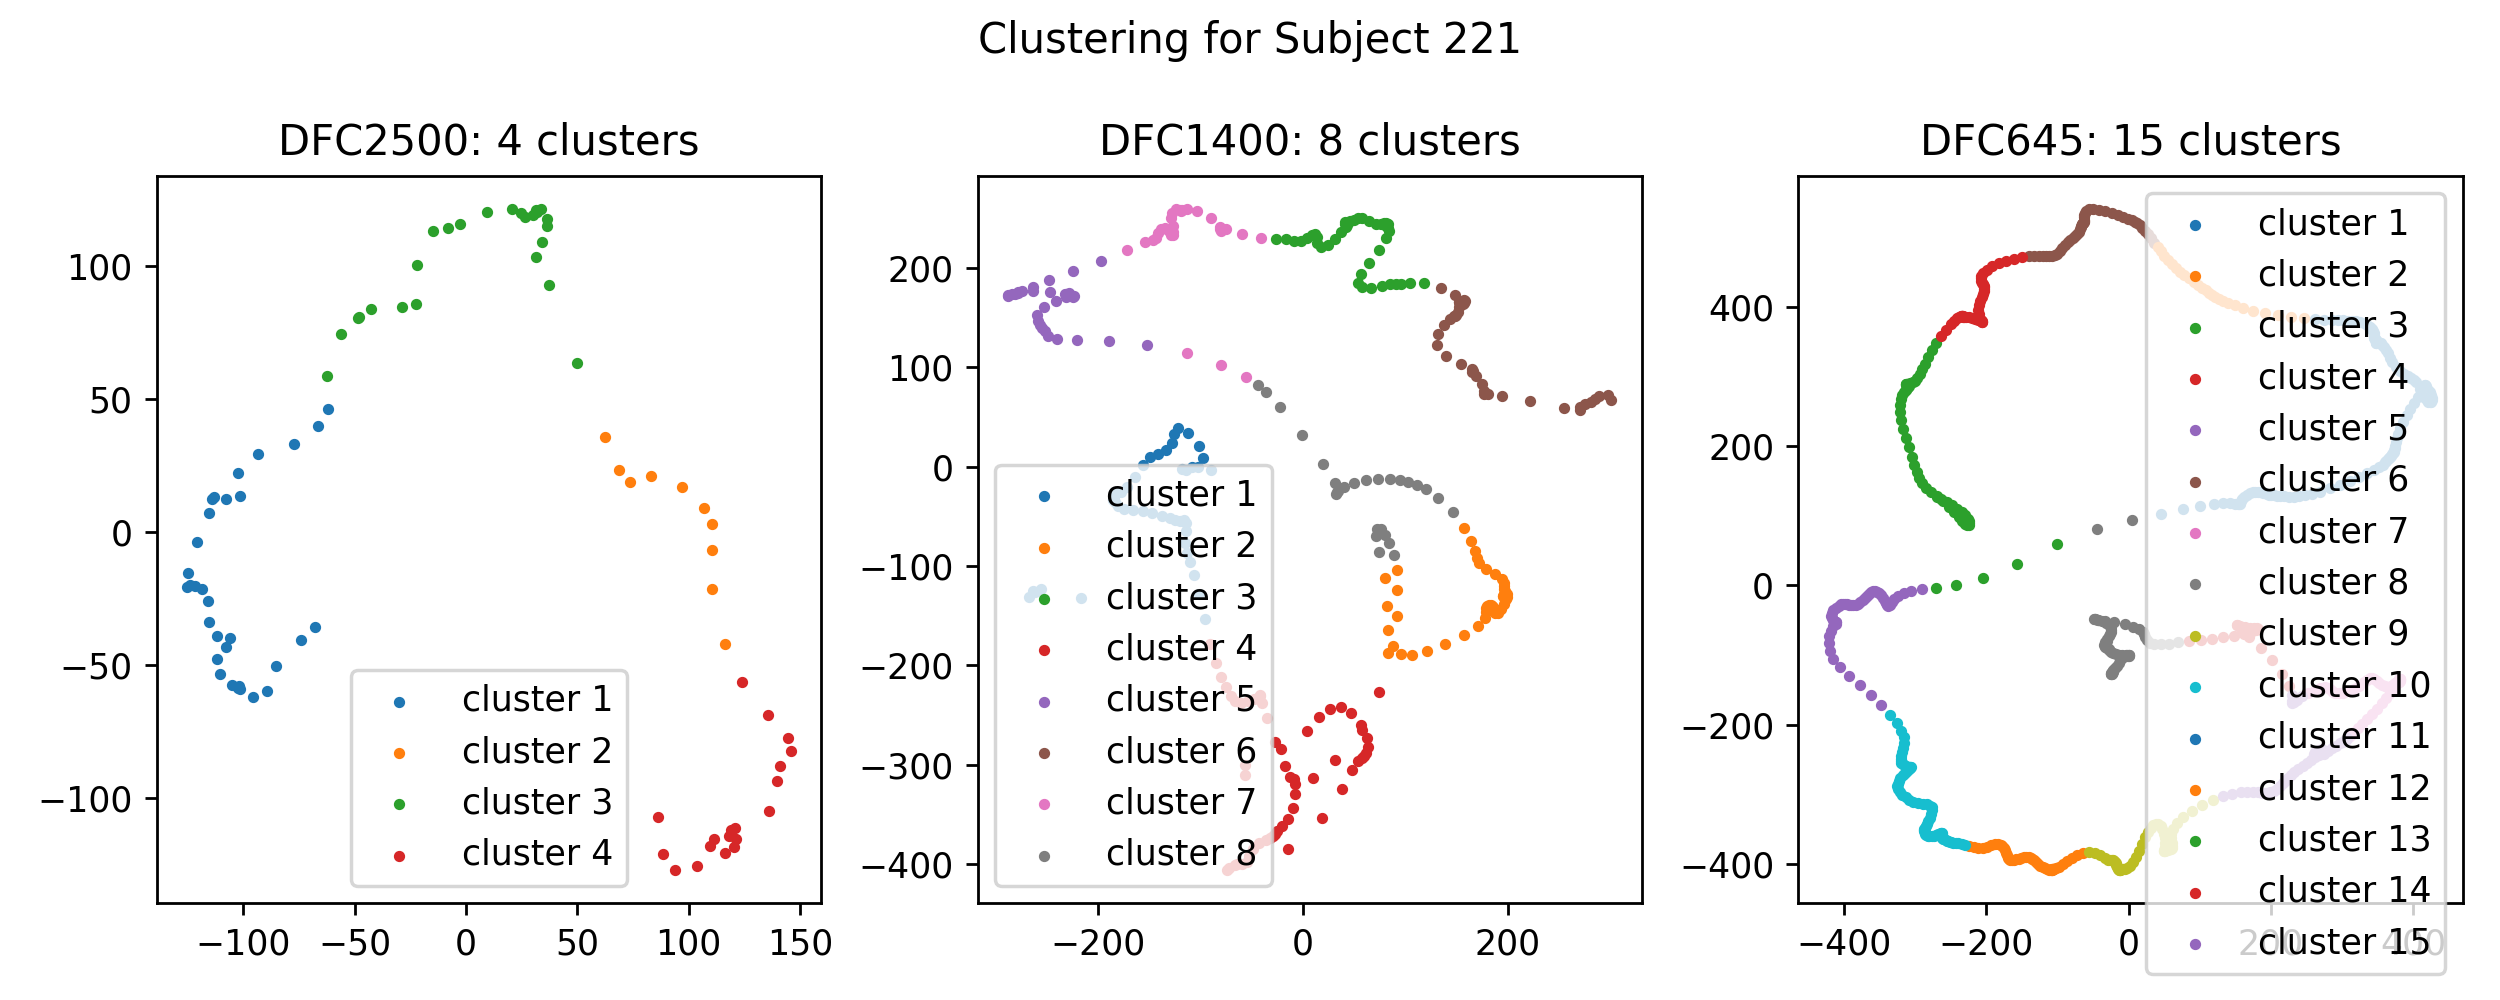 Clustering for Subject 221
DFC2500: 4 clusters
100
50
0
−50
−100
−100
−50
0
50
100
150
cluster 1
cluster 2
cluster 3
cluster 4
DFC1400: 8 clusters
200
100
0
−100
−200
−300
−400
−200
0
200
cluster 1
cluster 2
cluster 3
cluster 4
cluster 5
cluster 6
cluster 7
cluster 8
DFC645: 15 clusters
400
200
0
−200
−400
−400
−200
0
200
400
cluster 1
cluster 2
cluster 3
cluster 4
cluster 5
cluster 6
cluster 7
cluster 8
cluster 9
cluster 10
cluster 11
cluster 12
cluster 13
cluster 14
cluster 15